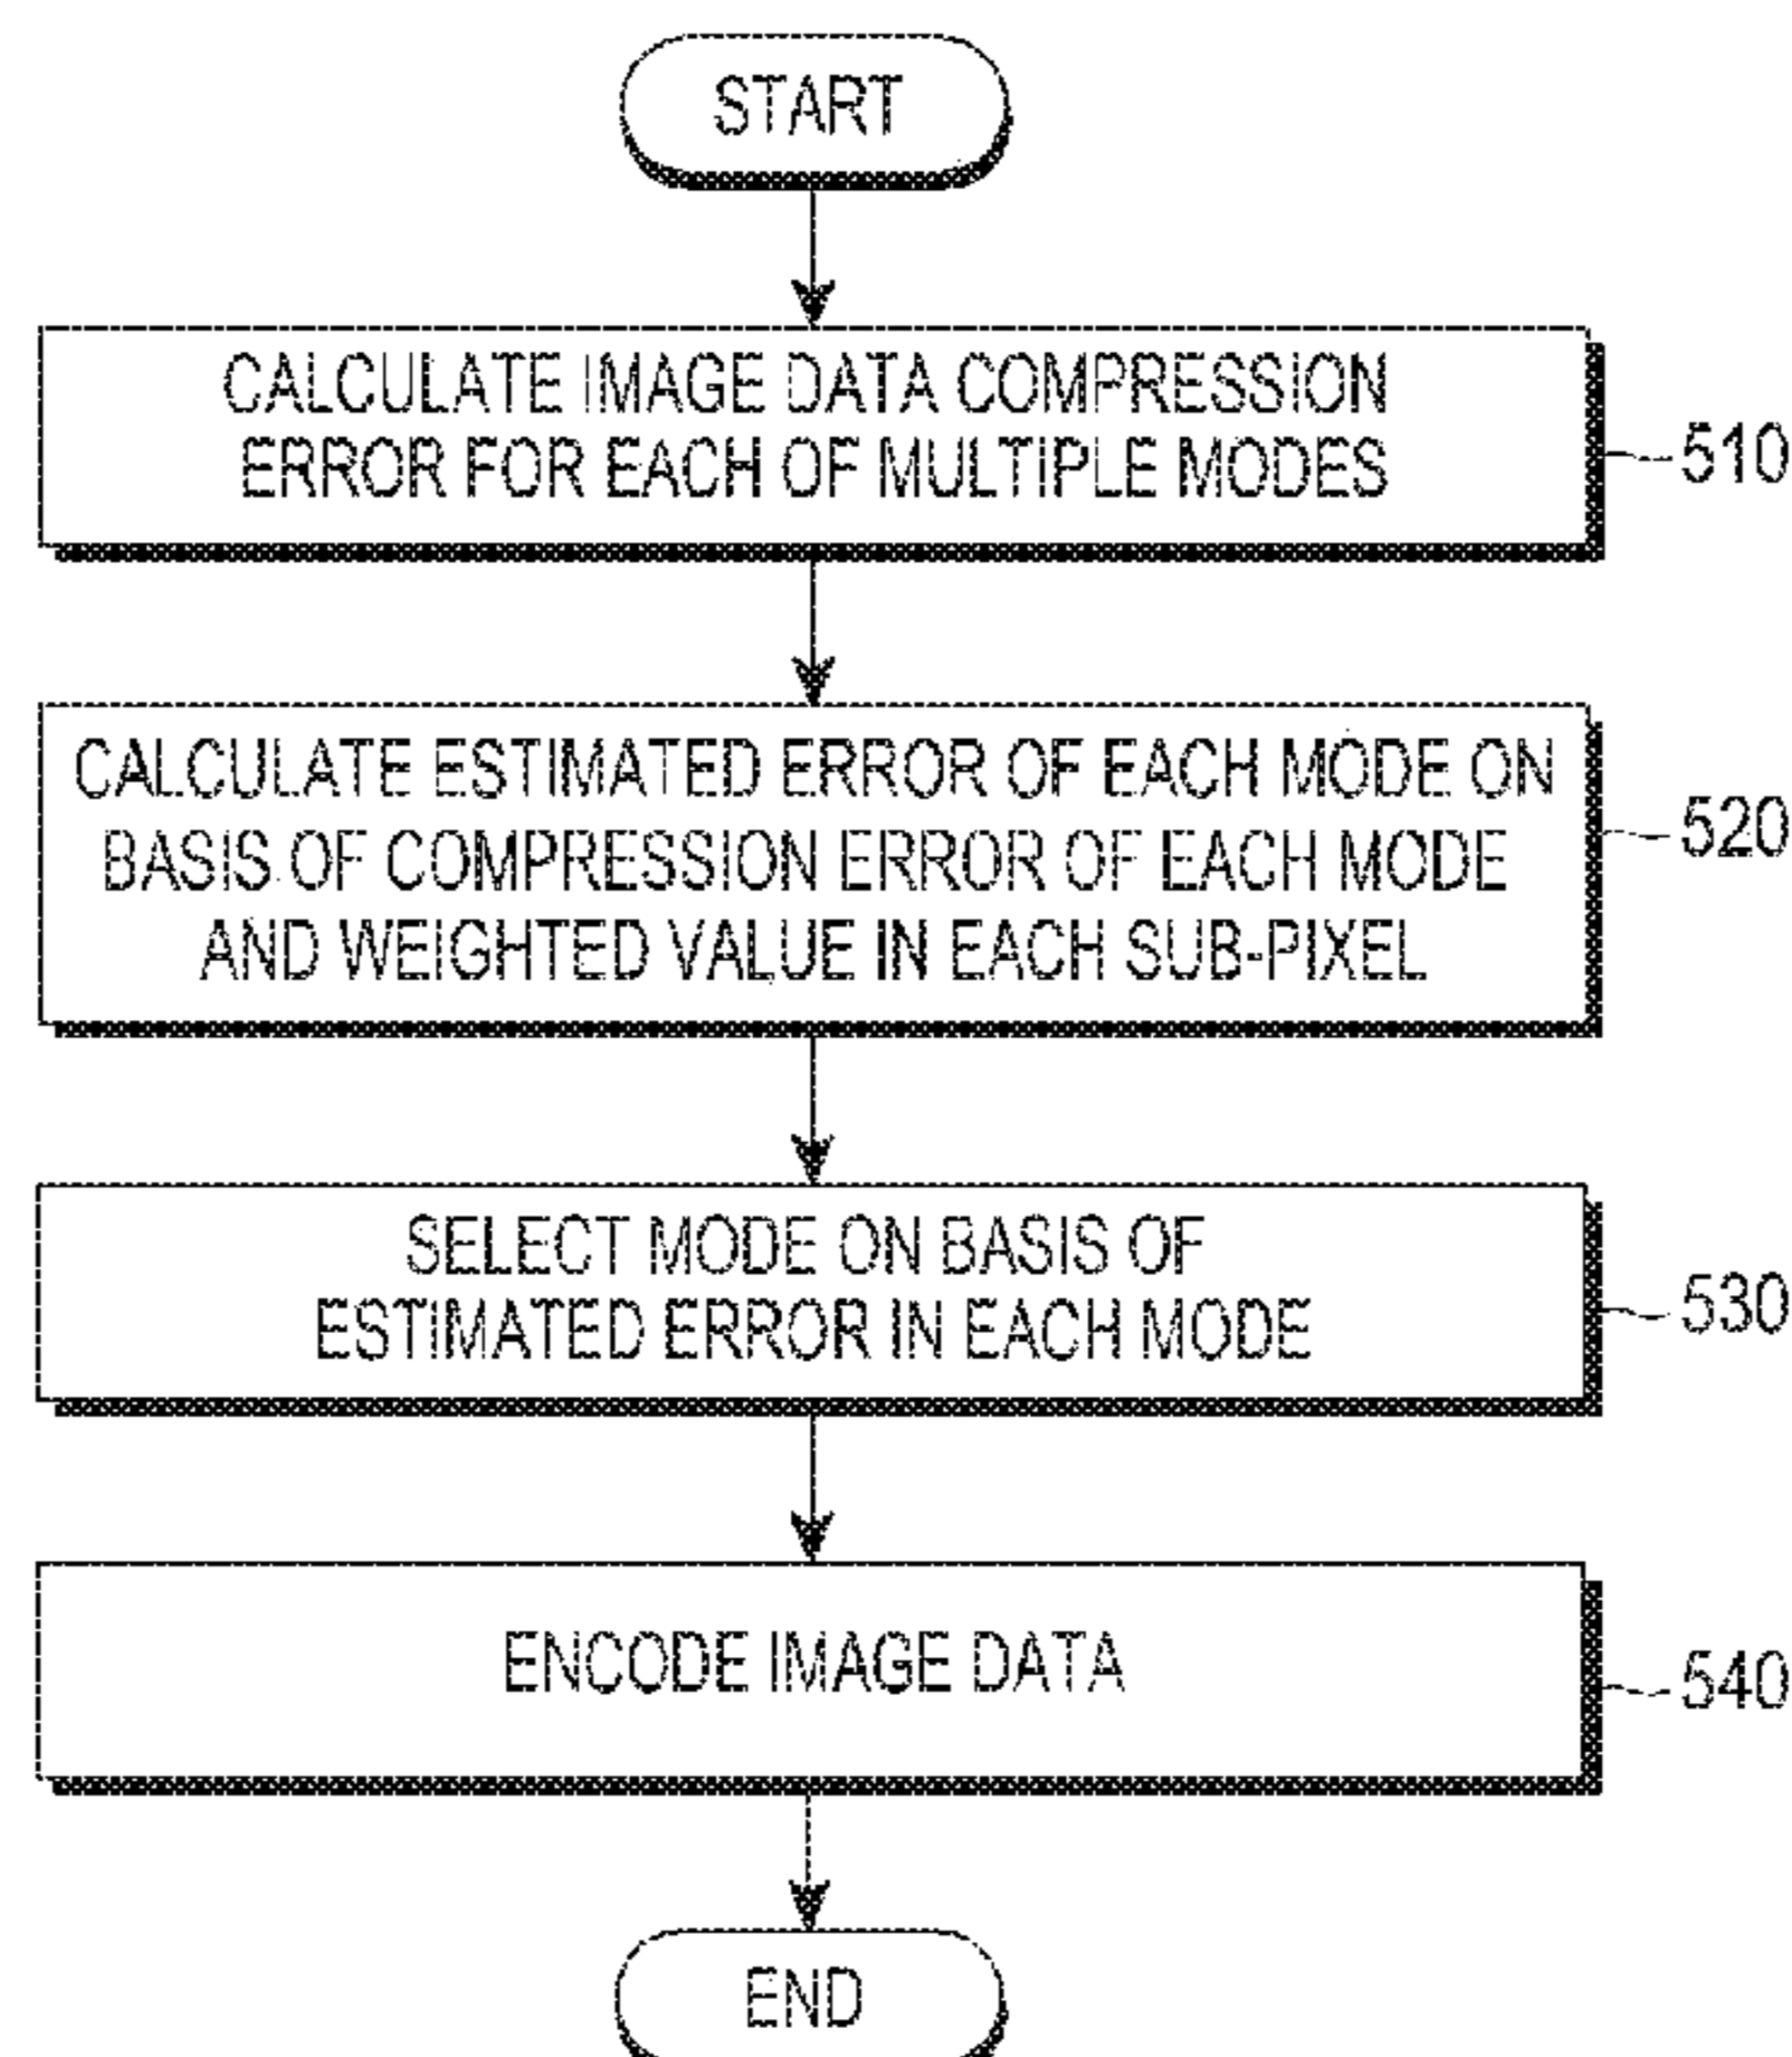 START
CALCULATE IMAGE DATA COMPRESSION
ERROR FOR EACH OF MULTIPLE MODES
510
CALCULATE ESTIMATED ERROR OF EACH MODE ON
BASIS OF COMPRESSION ERROR OF EACH MODE
AND WEIGHTED VALUE IN EACH SUB-PIXEL
520
SELECT MODE ON BASIS OF
ESTIMATED ERROR IN EACH MODE
530
ENCODE IMAGE DATA
540
END